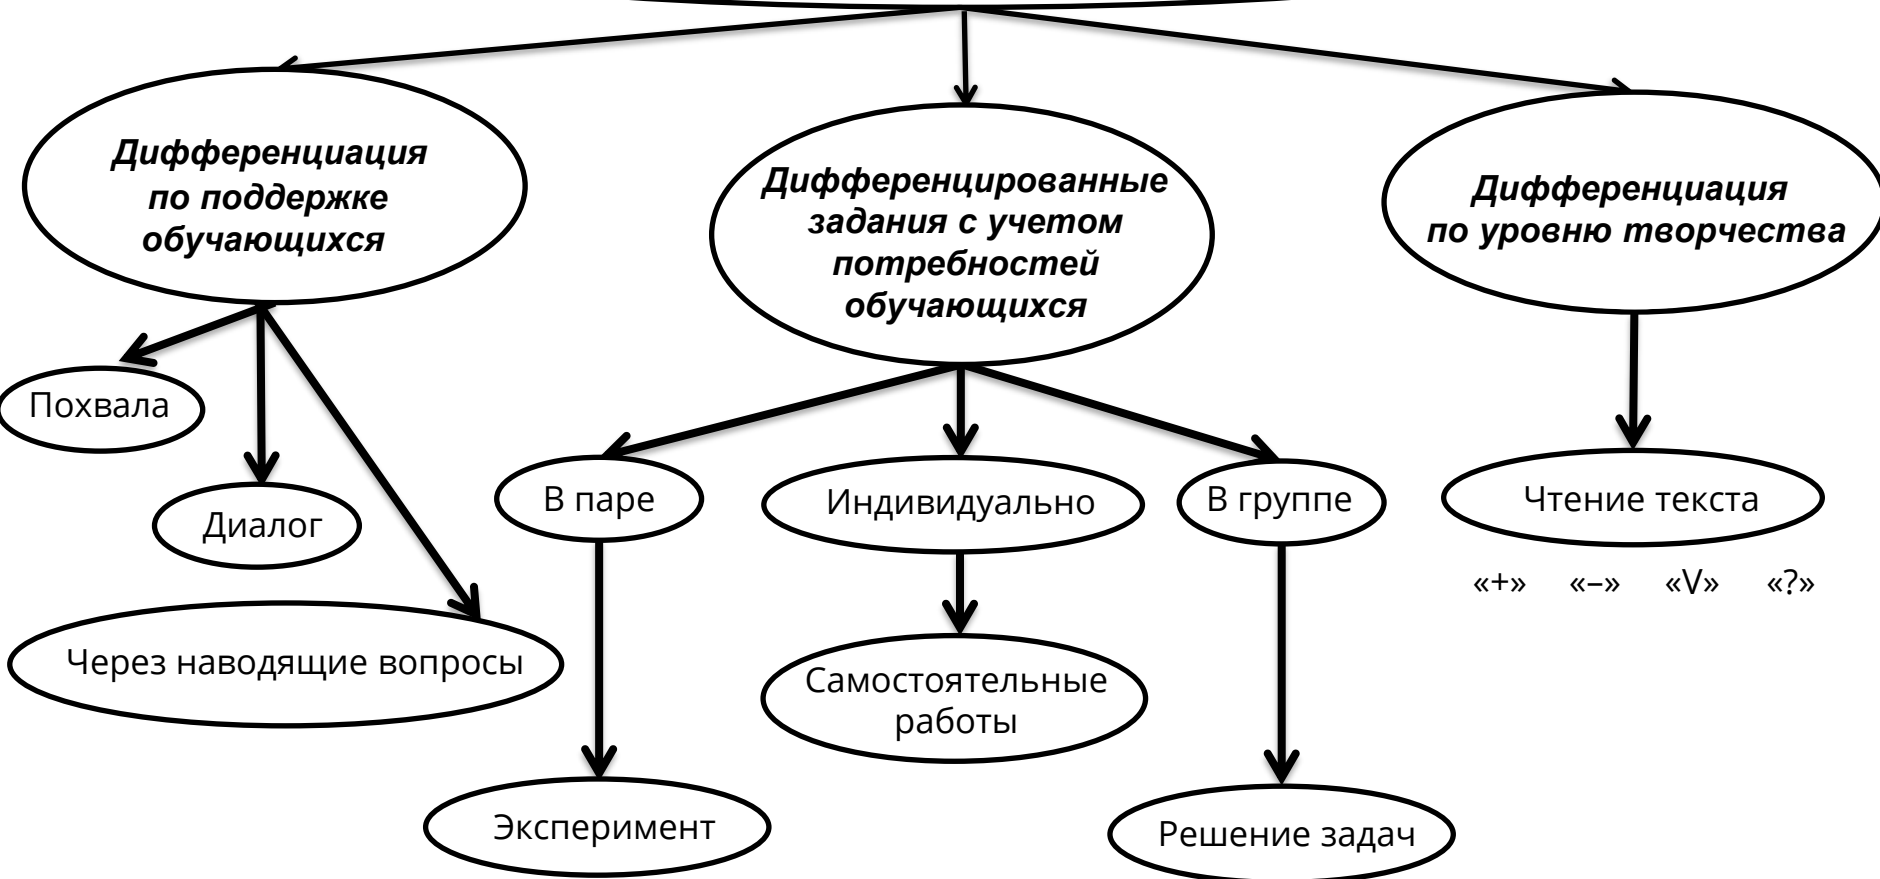 Дифференциация
по поддержке
обучающихся
Дифференцированные
задания с учетом
потребностей
обучающихся
Дифференциация
по уровню творчества
Похвала
Диалог
Через наводящие вопросы
В паре
Индивидуально
В группе
Чтение текста
«+» «–» «V» «?»
Самостоятельные
работы
Эксперимент
Решение задач